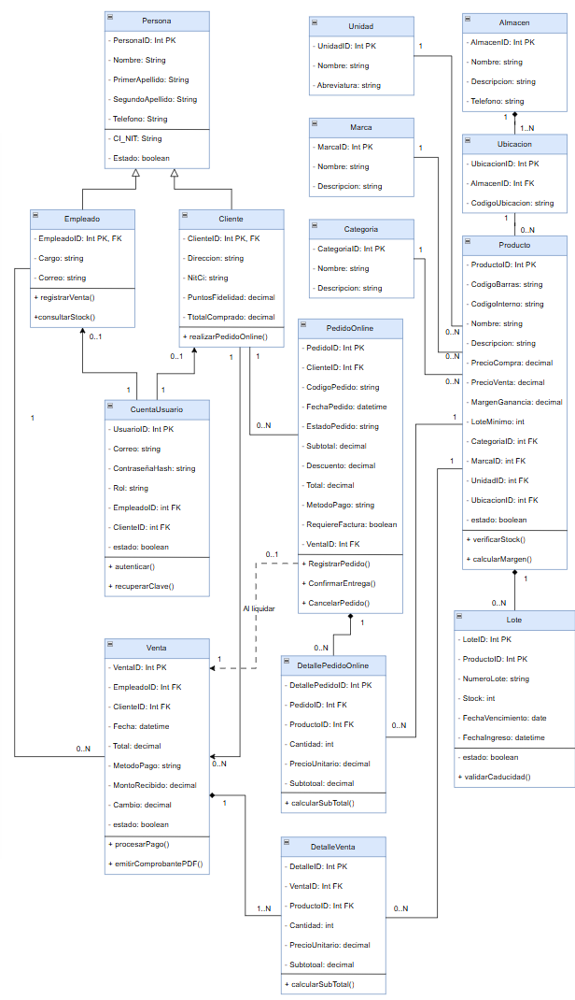 Persona
- PersonaID: Int PK
- Nombre: String
- PrimerApellido: String
- SegundoApellido: String
- Telefono: String
- CI_NIT: String
- Estado: boolean
Unidad
- UnidadID: Int PK
- Nombre: string
- Abreviatura: string
1
Almacen
- AlmacenID: Int PK
- Nombre: string
- Descripcion: string
- Telefono: string
1
1..N
Marca
- MarcaID: Int PK
- Nombre: string
- Descripcion: string
1
Ubicacion
- UbicacionID: Int PK
- AlmacenID: Int FK
- CodigoUbicacion: string
1
0..N
Empleado
- EmpleadoID: Int PK, FK
- Cargo: string
- Correo: string
+ registrarVenta()
+consultarStock()
0..1
1
Cliente
- ClienteID: Int PK, FK
- Direccion: string
- NitCi: string
- PuntosFidelidad: decimal
- TtotalComprado: decimal
+ realizarPedidoOnline()
0..1
1
1
1
Categoria
- CategoriaID: Int PK
- Nombre: string
- Descripcion: string
1
Producto
- ProductoID: Int PK
- CodigoBarras: string
- CodigoInterno: string
- Nombre: string
- Descripcion: string
- PrecioCompra: decimal
- PrecioVenta: decimal
- MargenGanancia: decimal
- LoteMinimo: int
- CategoriaID: int FK
- MarcaID: int FK
- UnidadID: int FK
- UbicacionID: int FK
- estado: boolean
+ verificarStock()
+ calcularMargen()
0..N
0..N
0..N
1
1
1
0..N
PedidoOnline
- PedidoID: Int PK
- ClienteID: Int FK
- CodigoPedido: string
- FechaPedido: datetime
- EstadoPedido: string
- Subtotal: decimal
- Descuento: decimal
- Total: decimal
- MetodoPago: string
- RequiereFactura: boolean
- VentaID: Int FK
+ RegistrarPedido()
+ ConfirmarEntrega()
+ CancelarPedido()
0..N
0..1
1
0..N
CuentaUsuario
- UsuarioID: Int PK
- Correo: string
- ContraseñaHash: string
- Rol: string
- EmpleadoID: int FK
- ClienteID: int FK
- estado: boolean
+ autenticar()
+ recuperarClave()
1
Al liquidar
Lote
- LoteID: Int PK
- ProductoID: Int FK
- NumeroLote: string
- Stock: int
- FechaVencimiento: date
- FechaIngreso: datetime
- estado: boolean
+ validarCaducidad()
Venta
- VentaID: Int PK
- EmpleadoID: Int FK
- ClienteID: Int FK
- Fecha: datetime
- Total: decimal
- MetodoPago: string
- MontoRecibido: decimal
- Cambio: decimal
- estado: boolean
+ procesarPago()
+ emitirComprobantePDF()
1
0..N
0..N
1
1..N
DetallePedidoOnline
- DetallePedidoID: Int PK
- PedidoID: Int FK
- ProductoID: Int FK
- Cantidad: int
- PrecioUnitario: decimal
- Subtotoal: decimal
+ calcularSubTotal()
0..N
DetalleVenta
- DetalleID: Int PK
- VentaID: Int FK
- ProductoID: Int FK
- Cantidad: int
- PrecioUnitario: decimal
- Subtotoal: decimal
+ calcularSubTotal()
0..N